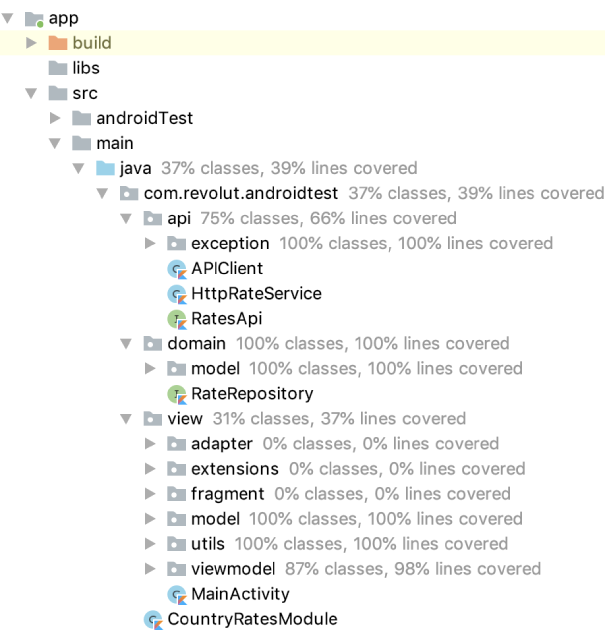 app
build
libs
src
androidTest
main
java 37% classes, 39% lines covered
com.revolut.androidtest 37% classes, 39% lines covered
api 75% classes, 66% lines covered
exception 100% classes, 100% lines covered
APIClient
HttpRateService
RatesApi
domain 100% classes, 100% lines covered
model 100% classes, 100% lines covered
RateRepository
view 31% classes, 37% lines covered
adapter 0% classes, 0% lines covered
extensions 0% classes, 0% lines covered
fragment 0% classes, 0% lines covered
model 100% classes, 100% lines covered
utils 100% classes, 100% lines covered
viewmodel 87% classes, 98% lines covered
MainActivity
CountryRatesModule